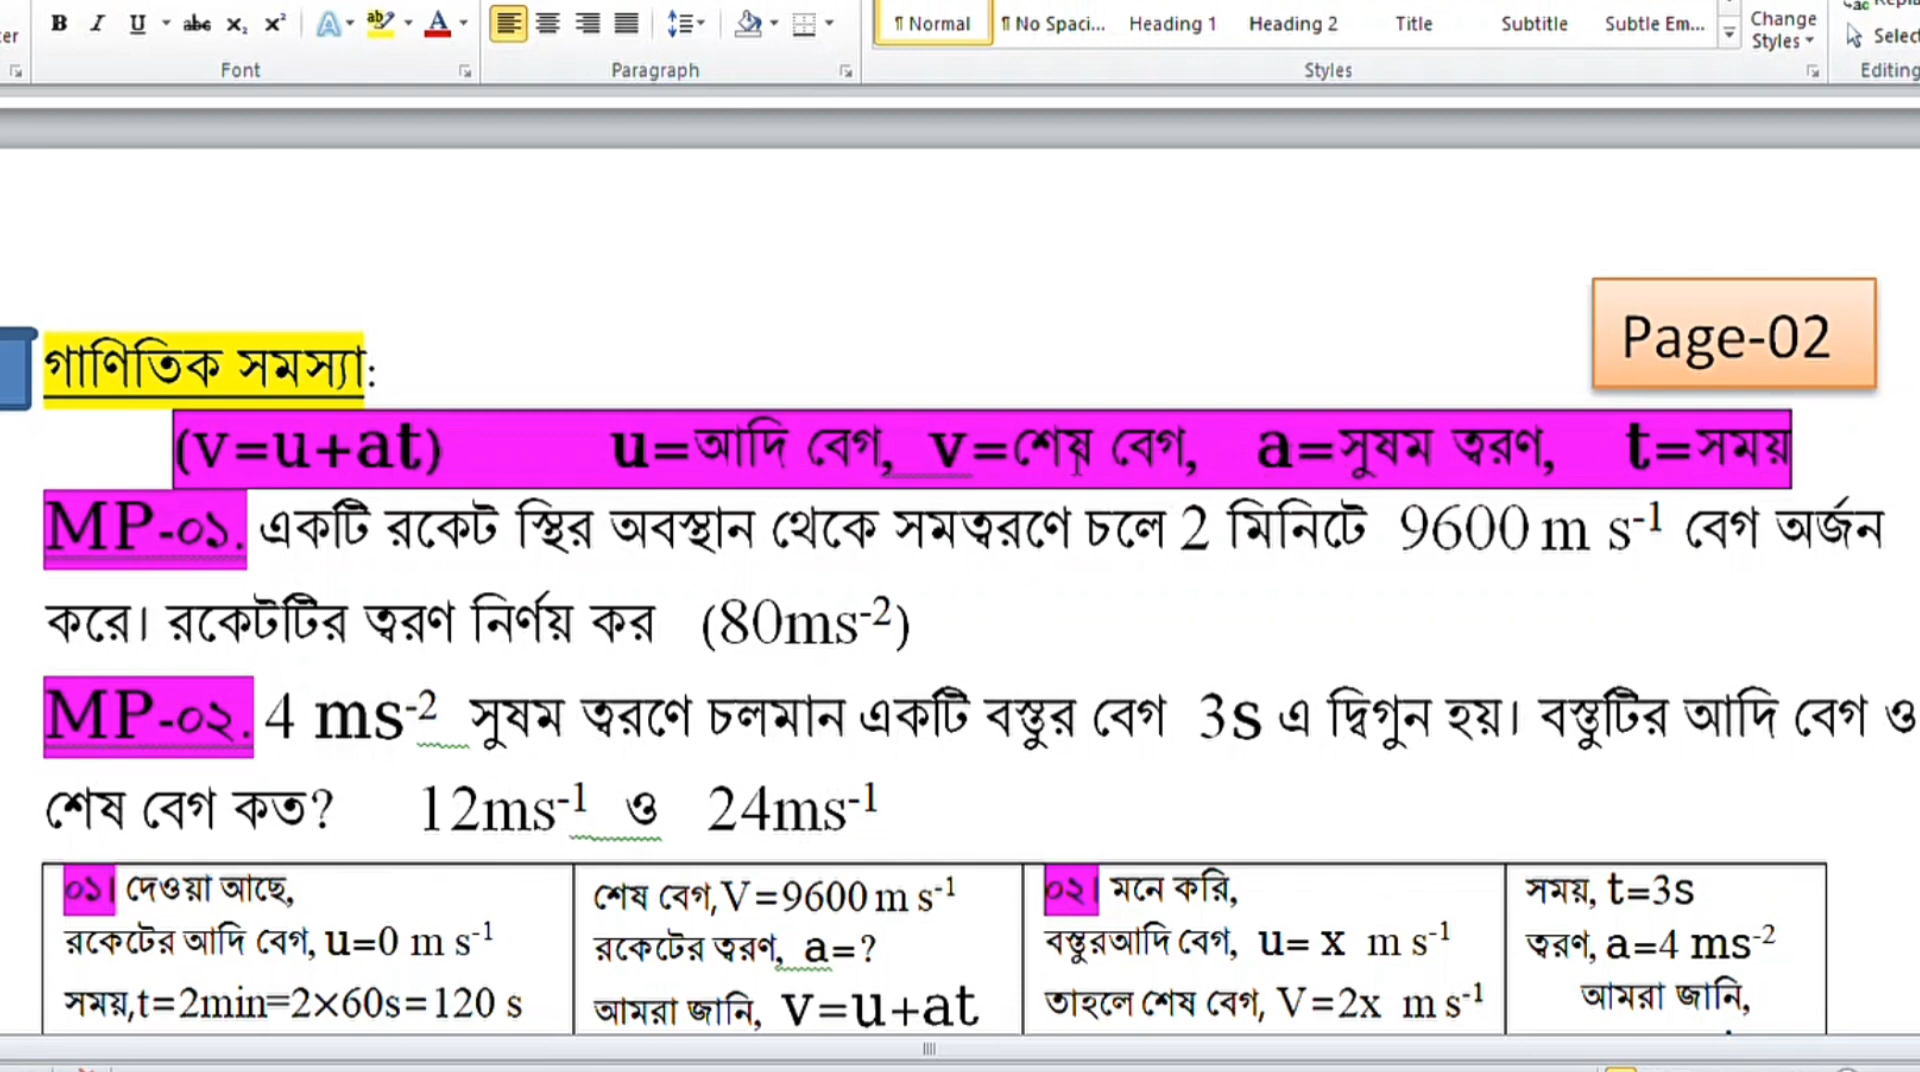 B I U abc x₂ x² A ab A
Normal No Spaci... Heading 1 Heading 2 Title Subtitle Subtle Em... Change Styles Select
Font Paragraph Styles Editing
Page-02
গাণিতিক সমস্যা:
(v=u+at) u=আদি বেগ, v=শেষ বেগ, a=সুষম ত্বরণ, t=সময়
MP-০১. একটি রকেট স্থির অবস্থান থেকে সমত্বরণে চলে 2 মিনিটে 9600 m s⁻¹ বেগ অর্জন
করে। রকেটটির ত্বরণ নির্ণয় কর (80ms⁻²)
MP-০২. 4 ms⁻² সুষম ত্বরণে চলমান একটি বস্তুর বেগ 3s এ দ্বিগুন হয়। বস্তুটির আদি বেগ ও
শেষ বেগ কত? 12ms⁻¹ ও 24ms⁻¹
০১। দেওয়া আছে,
রকেটের আদি বেগ, u=0 m s⁻¹
সময়,t=2min=2×60s=120 s
শেষ বেগ,V=9600 m s⁻¹
রকেটের ত্বরণ, a=?
আমরা জানি, v=u+at
০২। মনে করি,
বস্তুরআদি বেগ, u= x m s⁻¹
তাহলে শেষ বেগ, V=2x m s⁻¹
সময়, t=3s
ত্বরণ, a=4 ms⁻²
আমরা জানি,